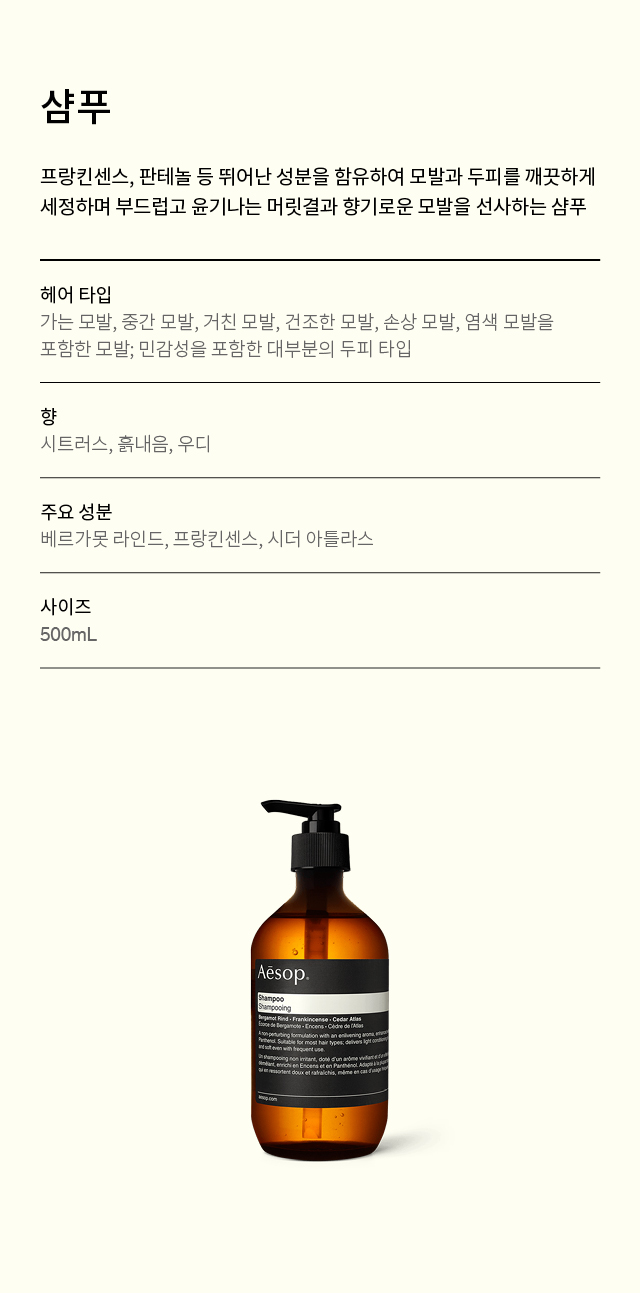 샴푸
프랑킨센스, 판테놀 등 뛰어난 성분을 함유하여 모발과 두피를 깨끗하게
세정하며 부드럽고 윤기나는 머릿결과 향기로운 모발을 선사하는 샴푸
헤어 타입
가는 모발, 중간 모발, 거친 모발, 건조한 모발, 손상 모발, 염색 모발을
포함한 모발; 민감성을 포함한 대부분의 두피 타입
향
시트러스, 흙내음, 우디
주요 성분
베르가못 라인드, 프랑킨센스, 시더 아틀라스
사이즈
500mL
Aēsop®
Shampoo
Shampooing
Bergamot Rind • Frankincense • Cedar Atlas
Ecorce de Bergamote • Encens • Cèdre de l'Atlas
A non-perturbing formulation with an enlivening aroma,
Panthenol. Suitable for most hair types; delivers light
and soft even with frequent use.
Un shampooing non irritant, doté d'un arôme vivifiant et
démêlant, enrichi en Encens et en Panthénol. Adapté à la
qui en ressortent doux et rafraîchis, même en cas d'usage
aesop.com